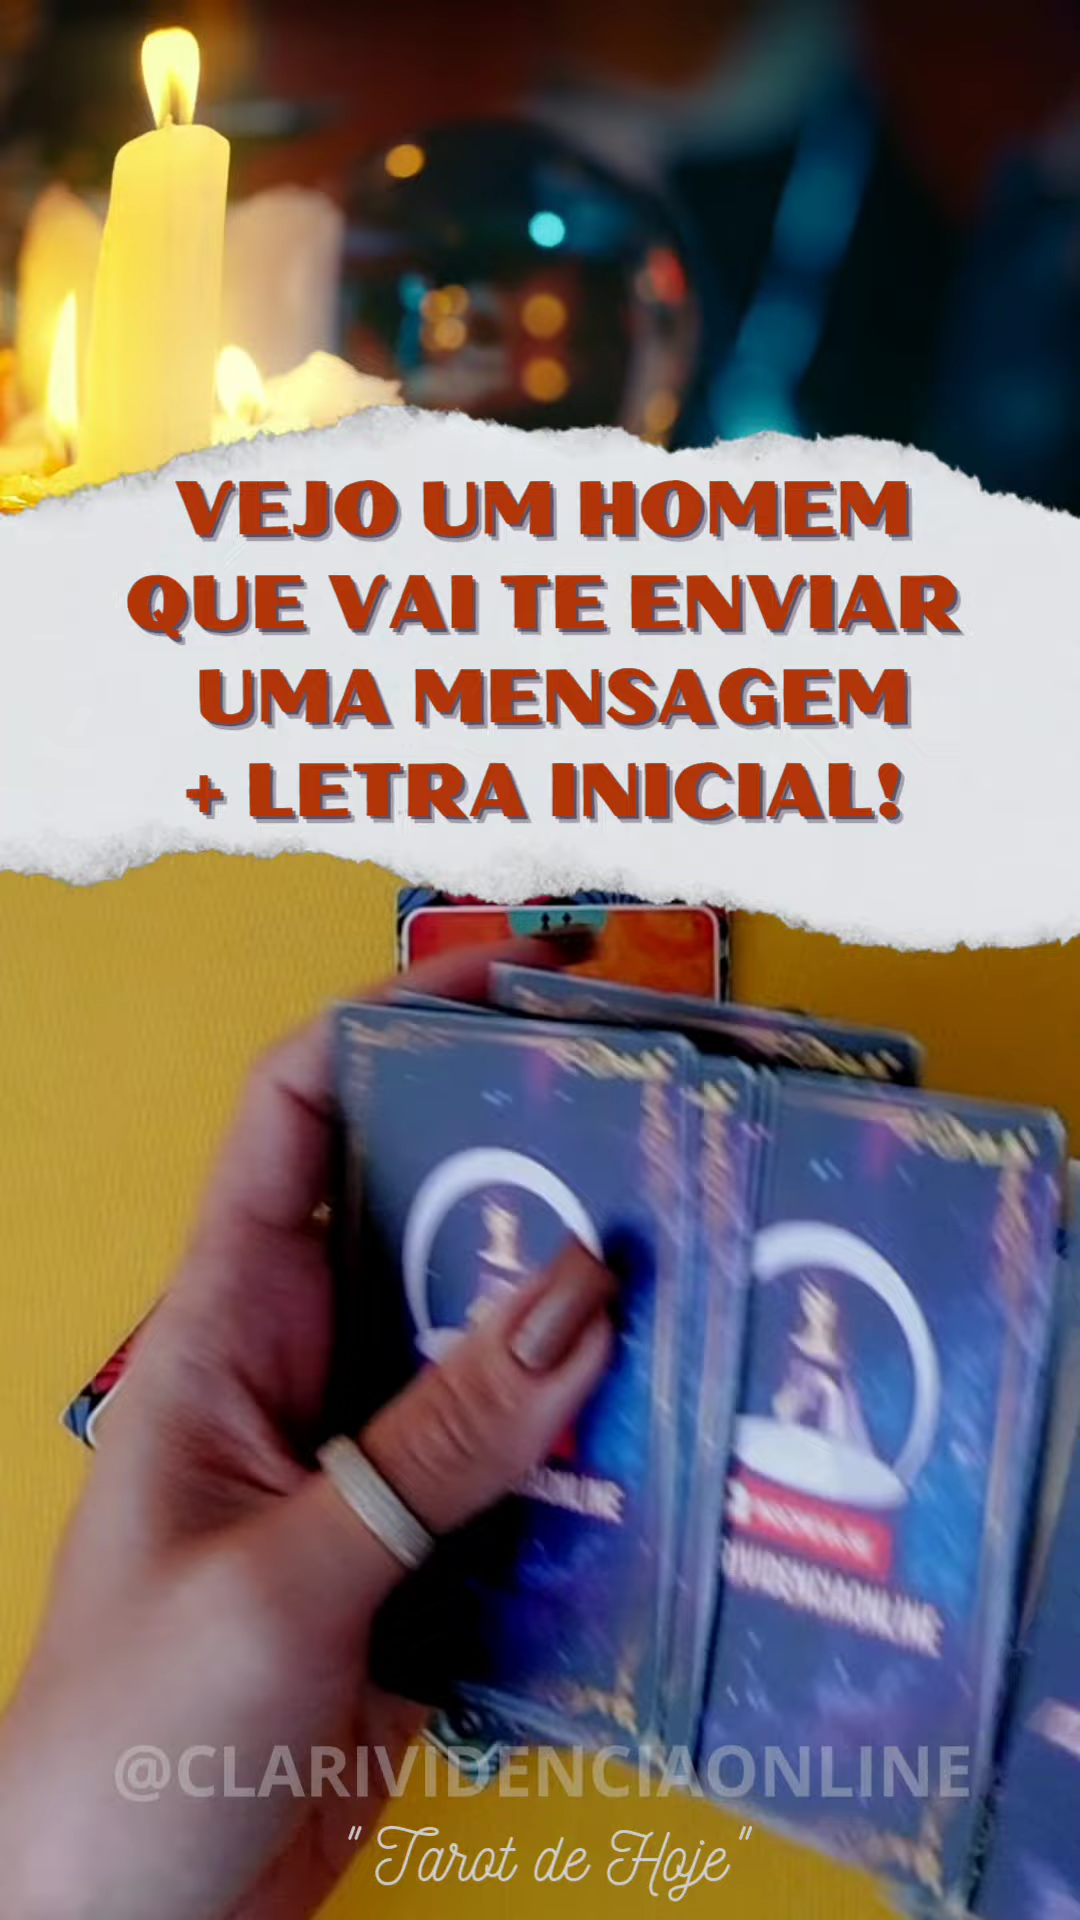 VEJO UM HOMEM
QUE VAI TE ENVIAR
UMA MENSAGEM
+ LETRA INICIAL!
@CLARIVIDENCIAONLINE
"Tarot de Hoje"